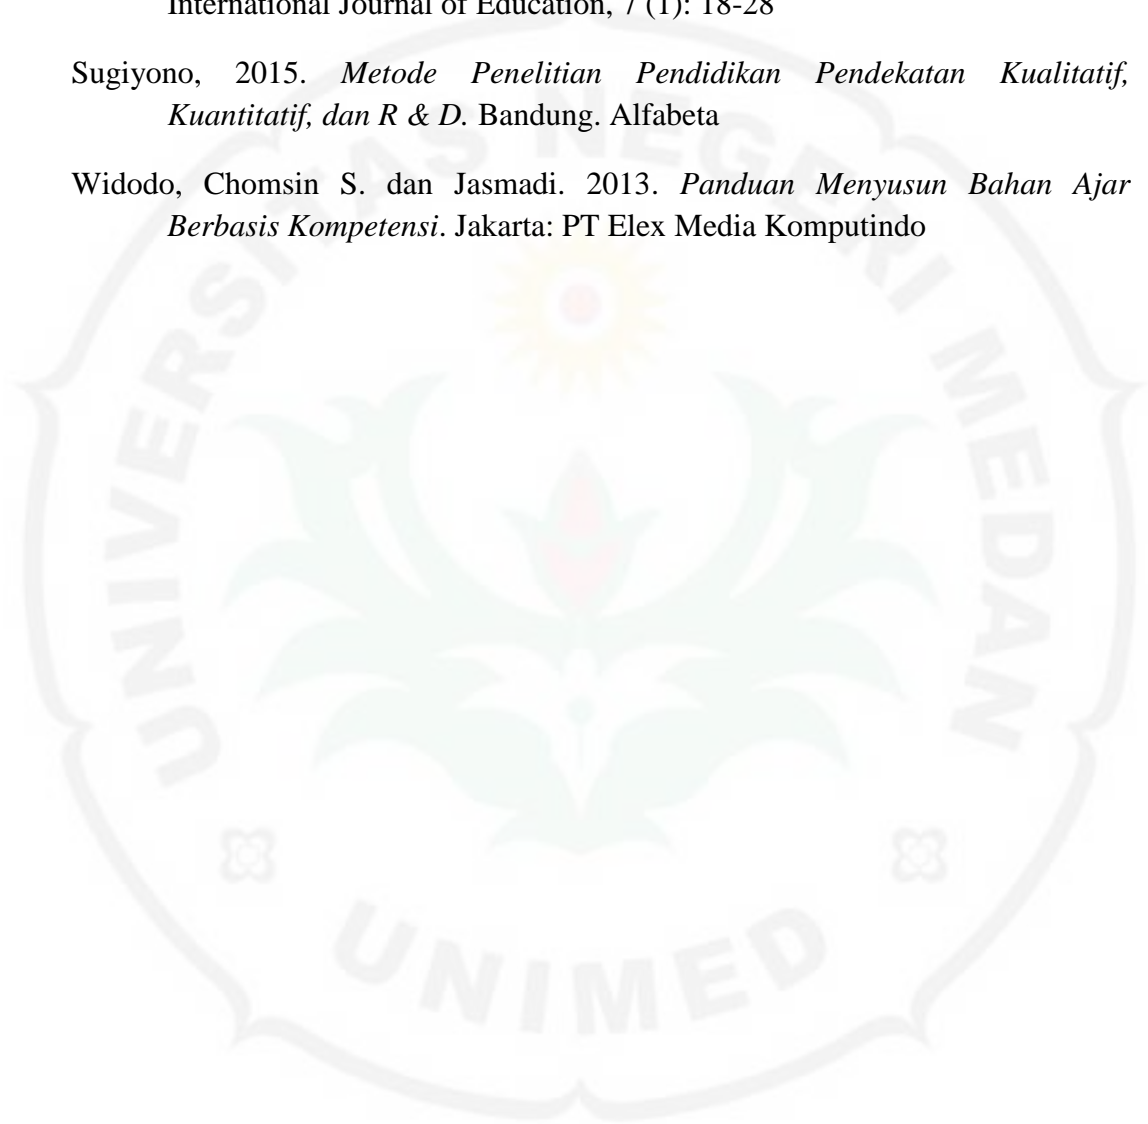 International Journal of Education, 7 (1): 18-28
Sugiyono, 2015. Metode Penelitian Pendidikan Pendekatan Kualitatif,
Kuantitatif, dan R & D. Bandung. Alfabeta
Widodo, Chomsin S. dan Jasmadi. 2013. Panduan Menyusun Bahan Ajar
Berbasis Kompetensi. Jakarta: PT Elex Media Komputindo
UNIVERSITAS NEGERI MEDAN
UNIMED